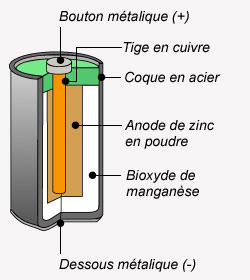 Bouton métalique (+)
Tige en cuivre
Coque en acier
Anode de zinc
en poudre
Bioxyde de
manganèse
Dessous métalique (-)